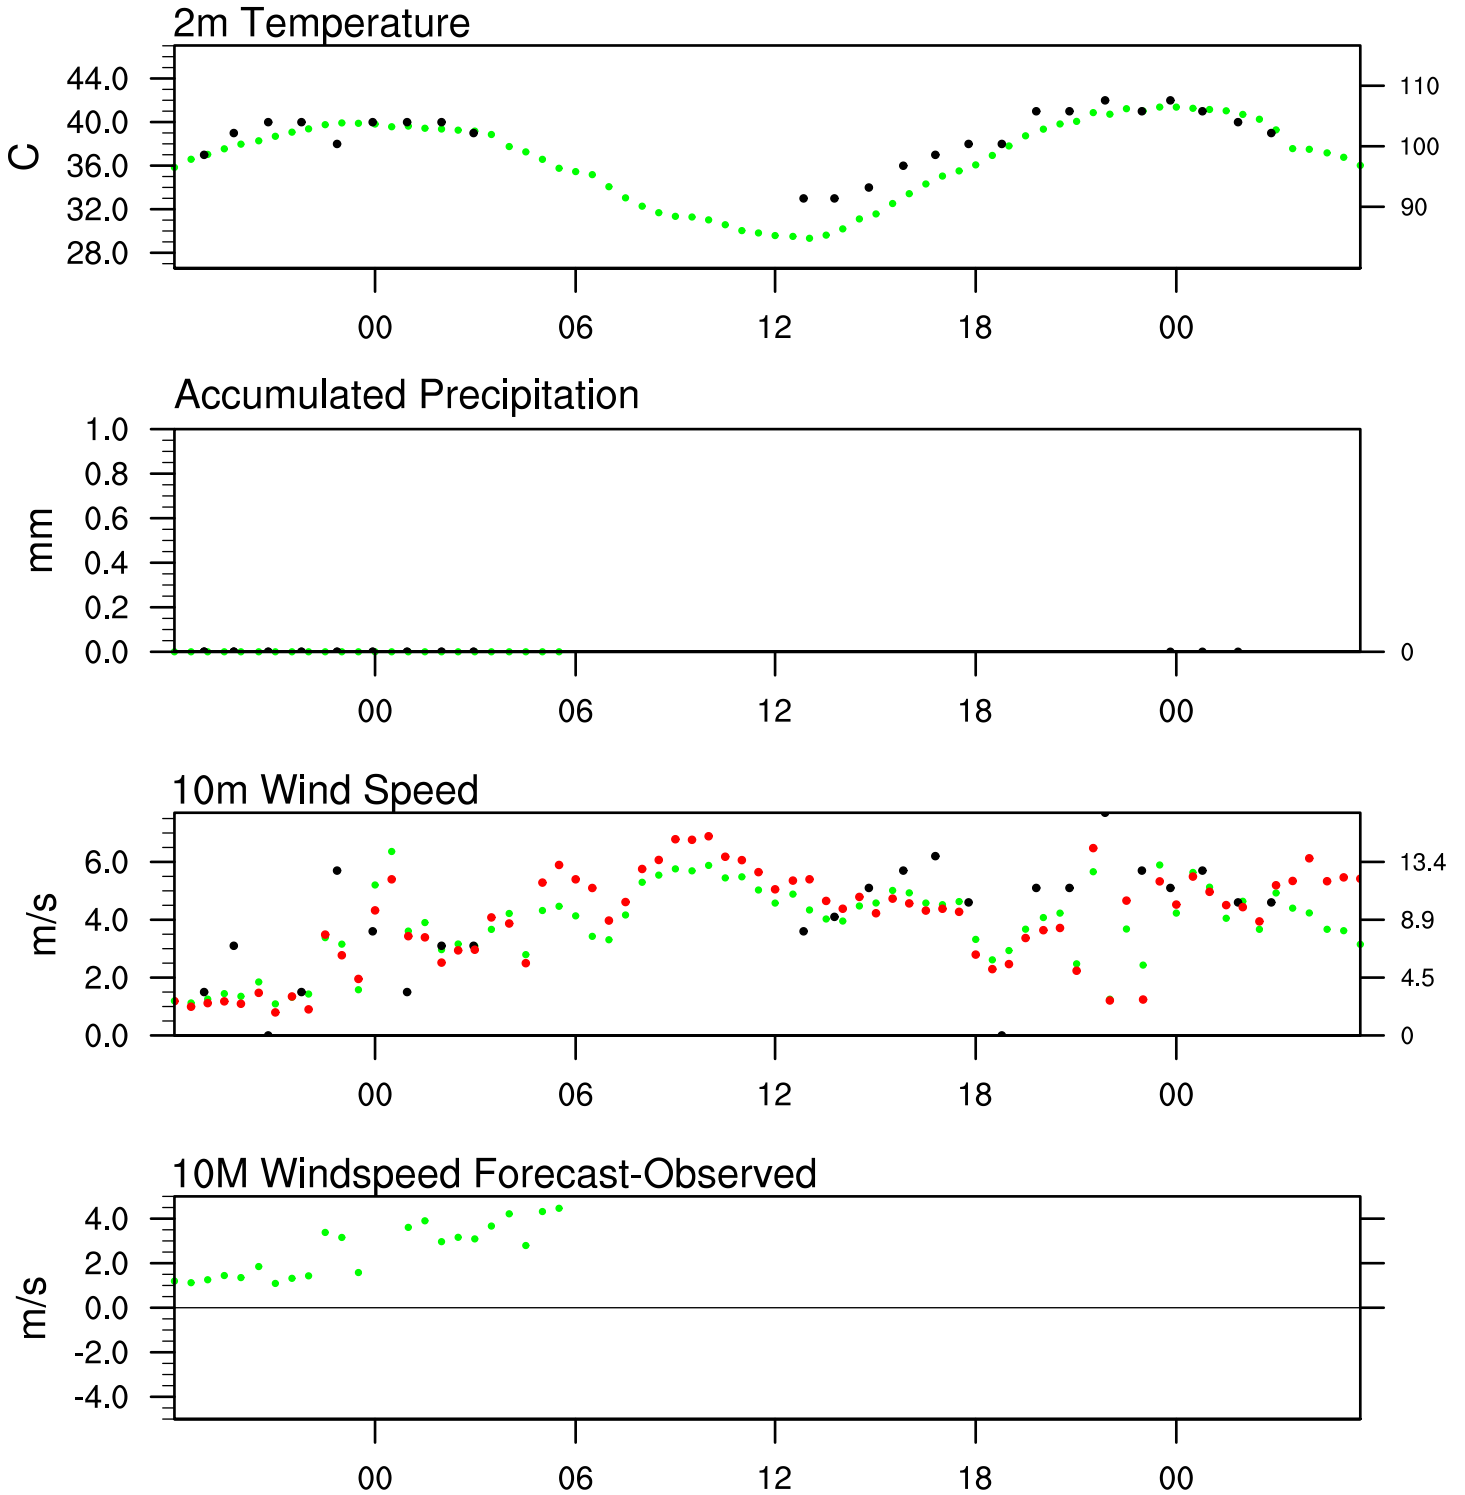 2m Temperature
44.0
40.0
36.0
32.0
28.0
C
110
100
90
00 06 12 18 00
Accumulated Precipitation
1.0
0.8
0.6
0.4
0.2
0.0
mm
0
00 06 12 18 00
10m Wind Speed
6.0
4.0
2.0
0.0
m/s
13.4
8.9
4.5
0
00 06 12 18 00
10M Windspeed Forecast-Observed
4.0
2.0
0.0
-2.0
-4.0
m/s
00 06 12 18 00